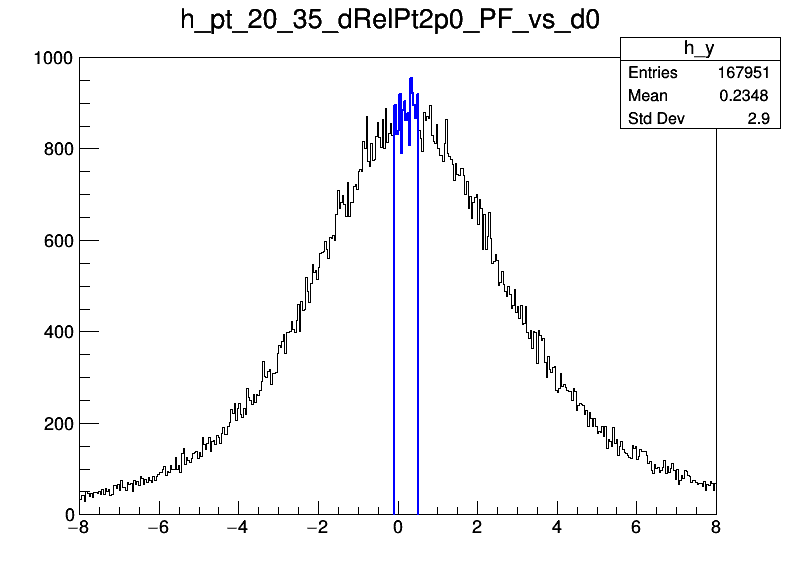 h_pt_20_35_dRelPt2p0_PF_vs_d0
h_y
Entries 167951
Mean 0.2348
Std Dev 2.9
1000
800
600
400
200
0
−8 −6 −4 −2 0 2 4 6 8